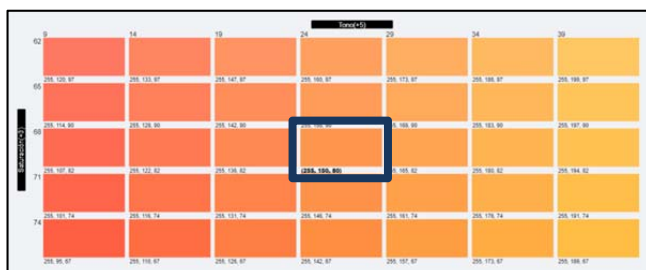 Tono(+5)
9 14 19 24 29 34 39
62
255, 120, 97 255, 133, 97 255, 147, 97 255, 160, 97 255, 173, 97 255, 186, 97 255, 199, 97
65
255, 114, 90 255, 128, 90 255, 142, 90 255, 169, 90 255, 183, 90 255, 197, 90
68
Saturación(+3)
255, 107, 82 255, 122, 82 255, 136, 82 255, 165, 82 255, 180, 82 255, 194, 82
71
255, 101, 74 255, 116, 74 255, 131, 74 255, 146, 74 255, 161, 74 255, 176, 74 255, 191, 74
74
255, 95, 67 255, 110, 67 255, 126, 67 255, 142, 67 255, 157, 67 255, 173, 67 255, 188, 67